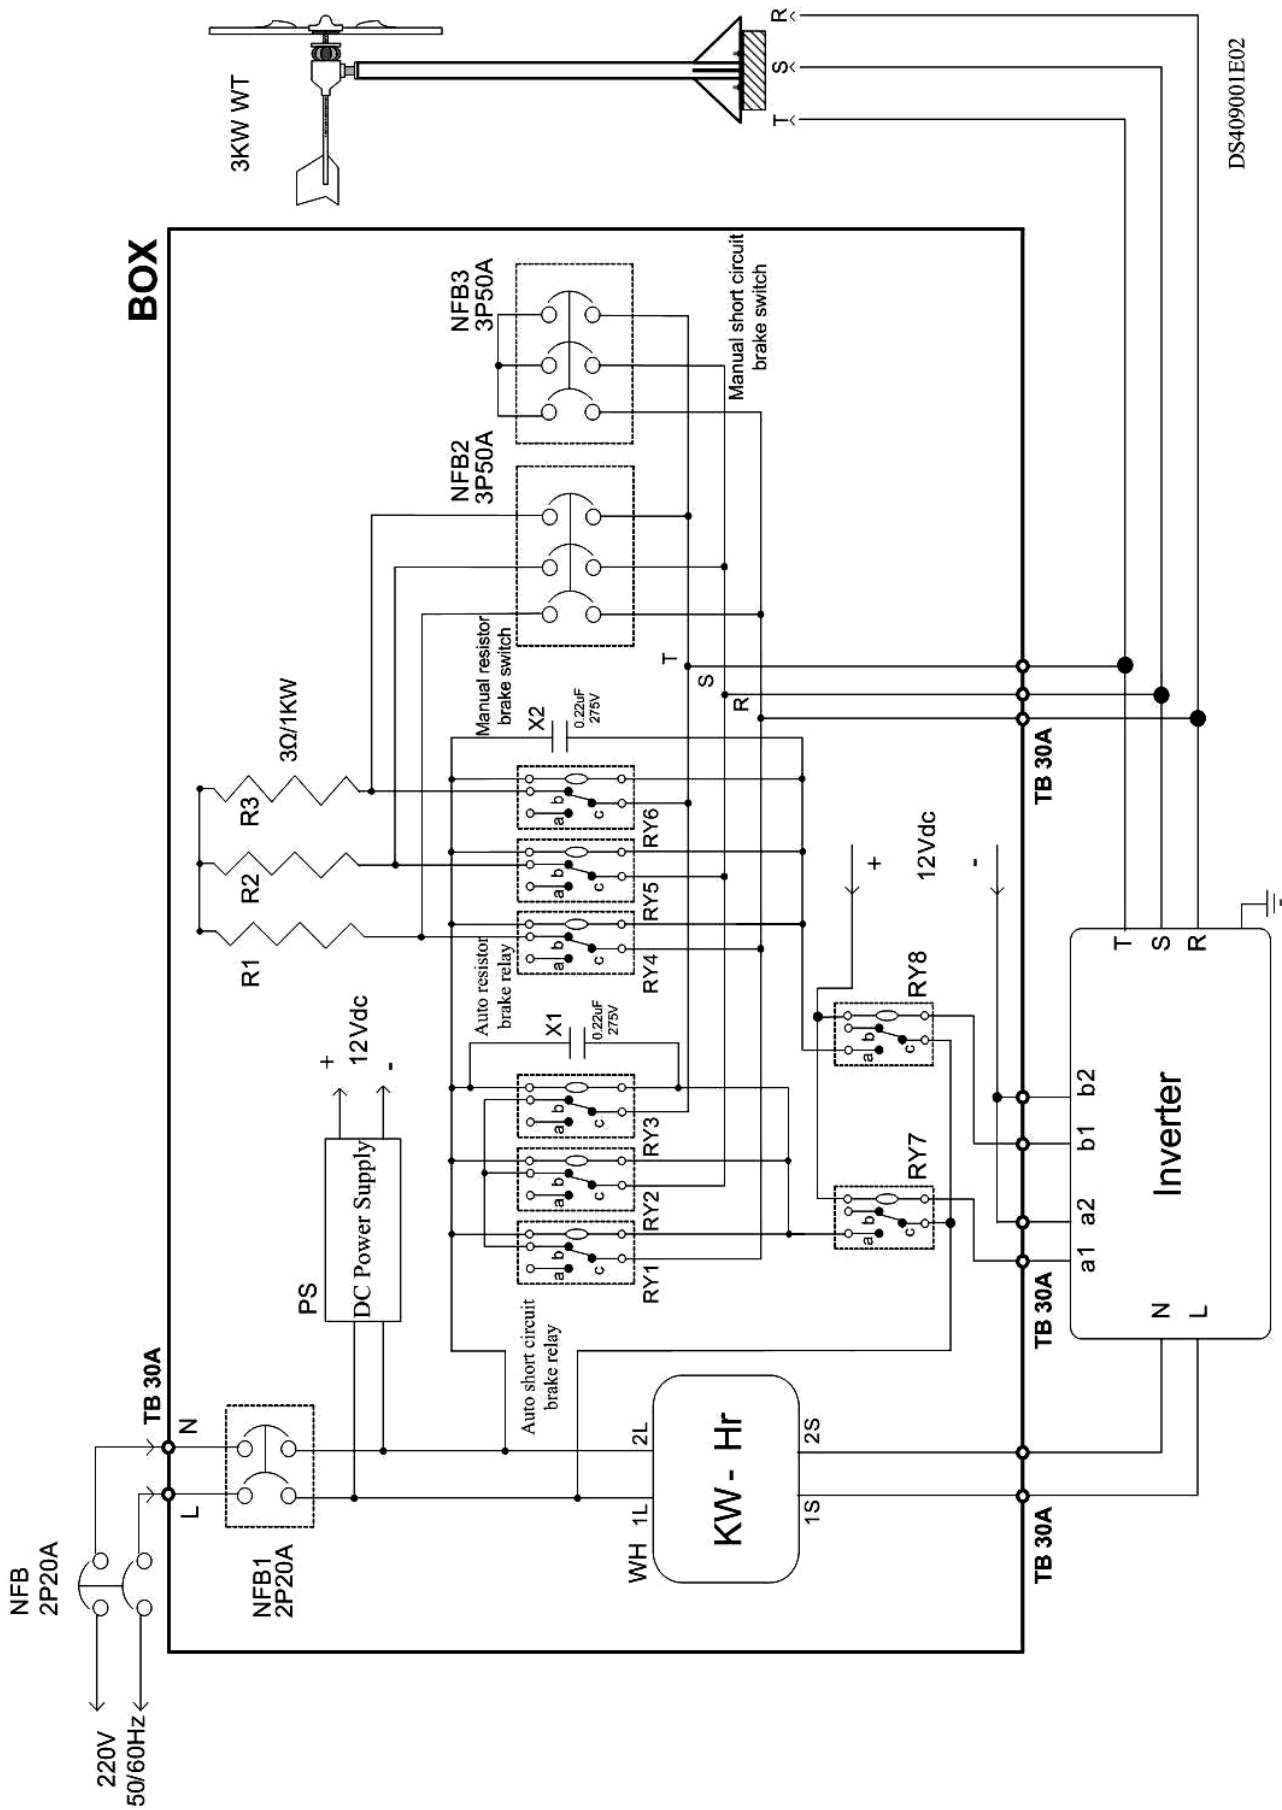 BOX
3KW WT
R
S
T
DS409001E02
NFB3
3P50A
Manual short circuit
brake switch
NFB2
3P50A
Manual resistor
brake switch
3Ω/1KW
R3
R2
R1
T
S
R
X2
0.22uF
275V
a
b
c
RY6
a
b
c
RY5
a
b
c
RY4
Auto resistor
brake relay
TB 30A
12Vdc
+
-
X1
0.22uF
275V
a
b
c
RY3
a
b
c
RY2
a
b
c
RY1
Auto short circuit
brake relay
a
b
c
RY8
a
b
c
RY7
+
12Vdc
-
PS
DC Power Supply
TB 30A
N
L
NFB
2P20A
220V
50/60Hz
NFB1
2P20A
WH
1L
2L
KW - Hr
1S
2S
TB 30A
TB 30A
Inverter
T
S
R
b2
b1
a2
a1
N
L